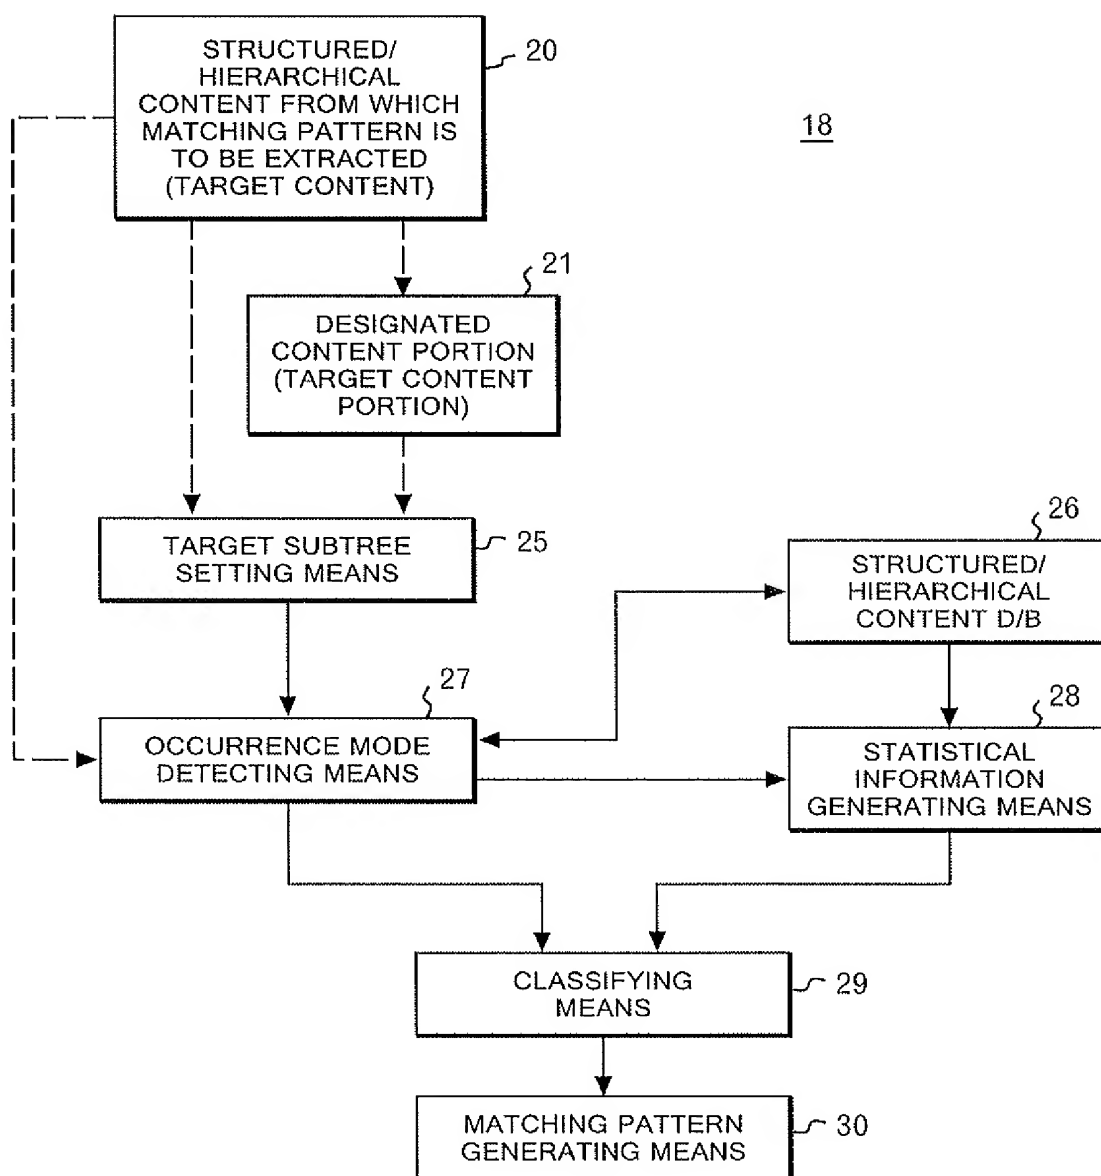 STRUCTURED/
HIERARCHICAL
CONTENT FROM WHICH
MATCHING PATTERN IS
TO BE EXTRACTED
(TARGET CONTENT)
20
18
21
DESIGNATED
CONTENT PORTION
(TARGET CONTENT
PORTION)
TARGET SUBTREE
SETTING MEANS
25
26
STRUCTURED/
HIERARCHICAL
CONTENT D/B
27
OCCURRENCE MODE
DETECTING MEANS
28
STATISTICAL
INFORMATION
GENERATING MEANS
CLASSIFYING
MEANS
29
MATCHING PATTERN
GENERATING MEANS
30